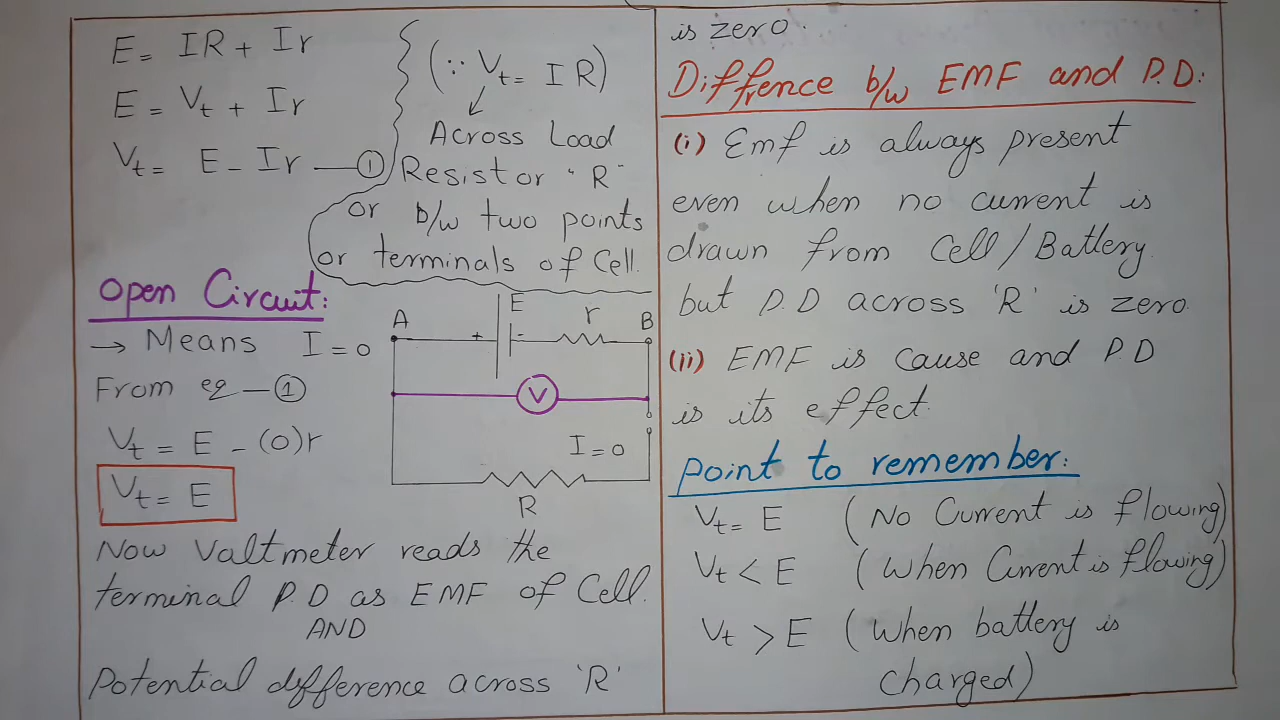 E = IR + Ir
E = Vt + Ir
Vt = E - Ir — ①
(∵ Vt = IR)
Across Load
Resistor "R"
or b/w two points
or terminals of Cell.
Open Circuit:
→ Means I = 0
From eq — ①
Vt = E - (0)r
Vt = E
A
+
E
-
r
B
V
I = 0
R
Now Valtmeter reads the
terminal P.D as EMF of Cell.
AND
Potential difference across 'R'
is zero.
Diffrence b/w EMF and P.D:
(i) Emf is always present
even when no current is
drawn from Cell/Battery.
but P.D across 'R' is zero
(ii) EMF is cause and P.D
is its effect.
Point to remember:
Vt = E (No Current is flowing)
Vt < E (When Current is flowing)
Vt > E (When battery is
charged)